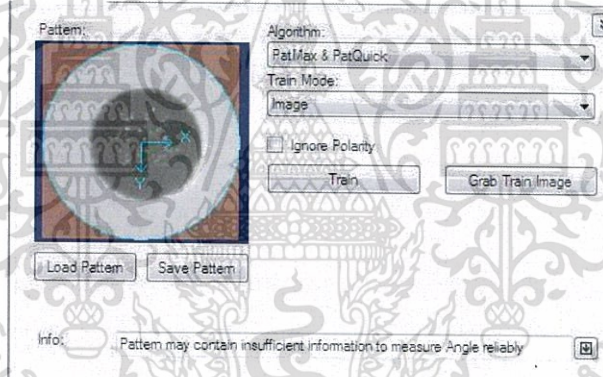 Pattern:
Algorithm:
PatMax & PatQuick
Train Mode:
Image
Ignore Polarity
Train
Grab Train Image
X
Y
Load Pattern
Save Pattern
Info:
Pattern may contain insufficient information to measure Angle reliably